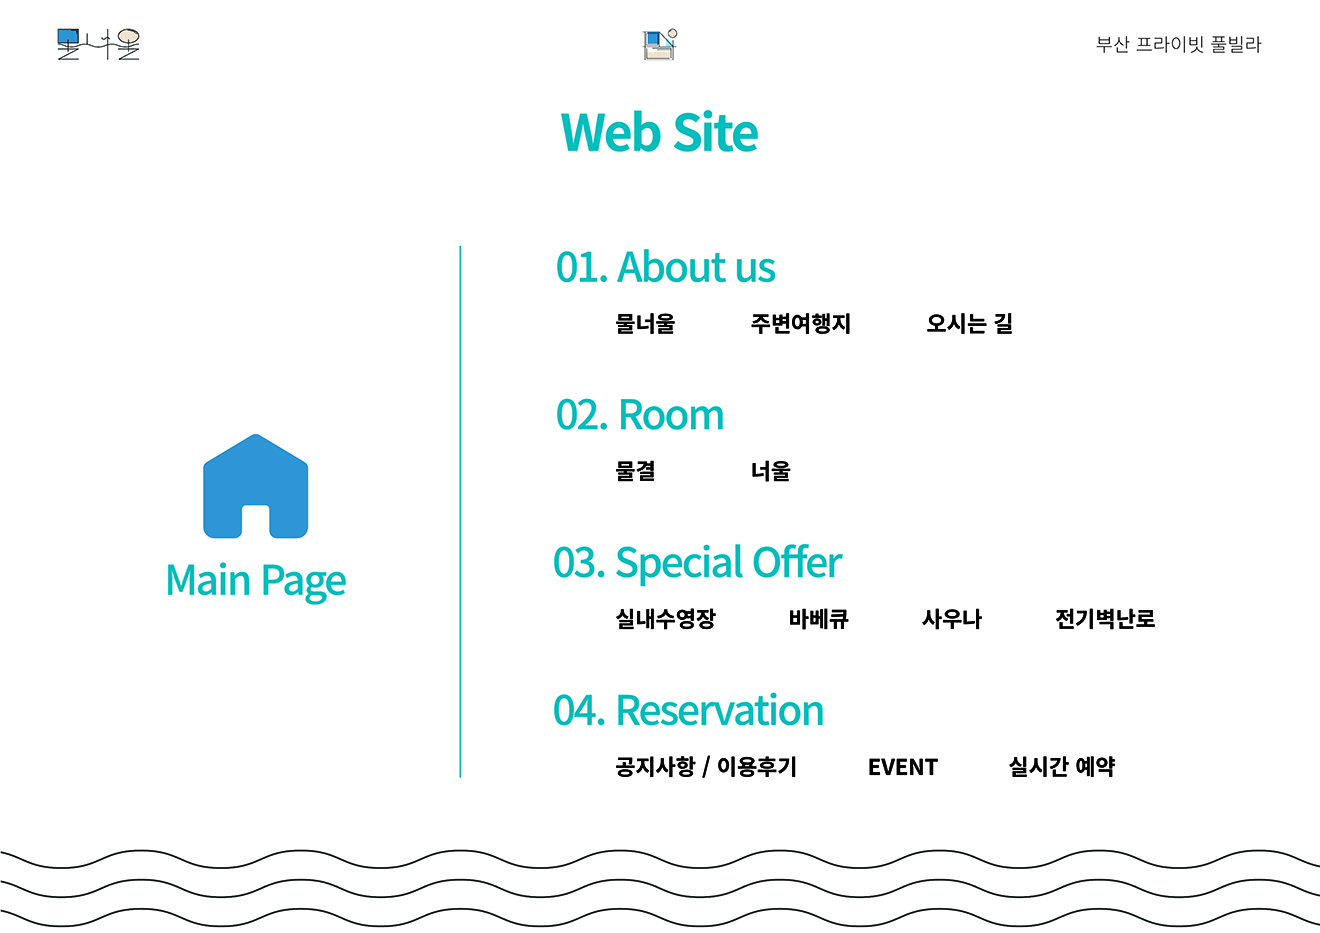 물너울
부산 프라이빗 풀빌라
Web Site
Main Page
01. About us
물너울 주변여행지 오시는 길
02. Room
물결 너울
03. Special Offer
실내수영장 바베큐 사우나 전기벽난로
04. Reservation
공지사항 / 이용후기 EVENT 실시간 예약